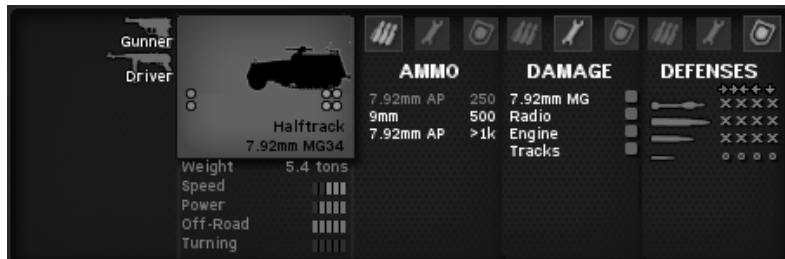 Gunner
Driver
Halftrack
7.92mm MG34
Weight 5.4 tons
Speed
Power
Off-Road
Turning
AMMO
7.92mm AP 250
9mm 500
7.92mm AP >1k
DAMAGE
7.92mm MG
Radio
Engine
Tracks
DEFENSES